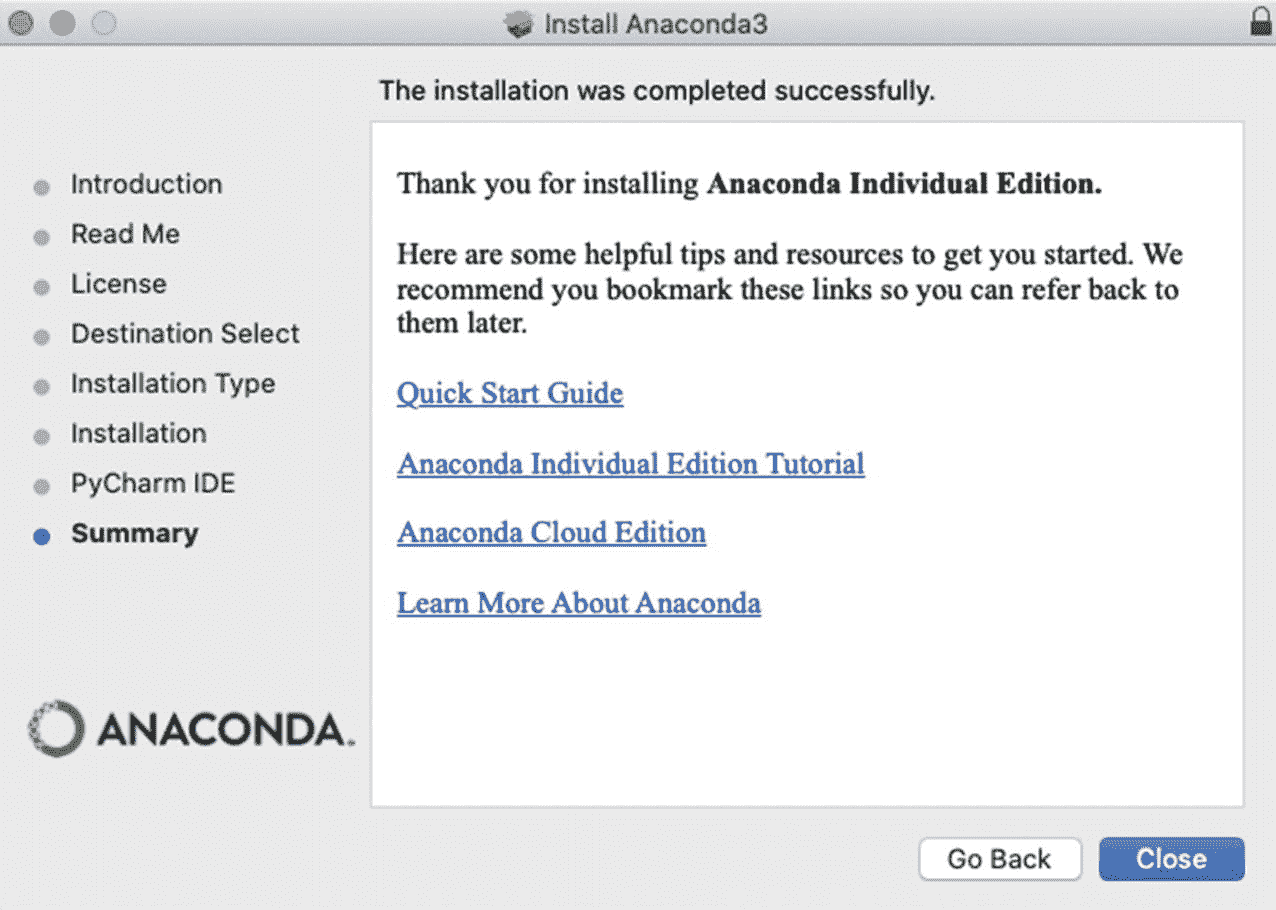 Install Anaconda3
The installation was completed successfully.
Introduction
Read Me
License
Destination Select
Installation Type
Installation
PyCharm IDE
Summary
Thank you for installing Anaconda Individual Edition.
Here are some helpful tips and resources to get you started. We
recommend you bookmark these links so you can refer back to
them later.
Quick Start Guide
Anaconda Individual Edition Tutorial
Anaconda Cloud Edition
Learn More About Anaconda
ANACONDA.
Go Back
Close